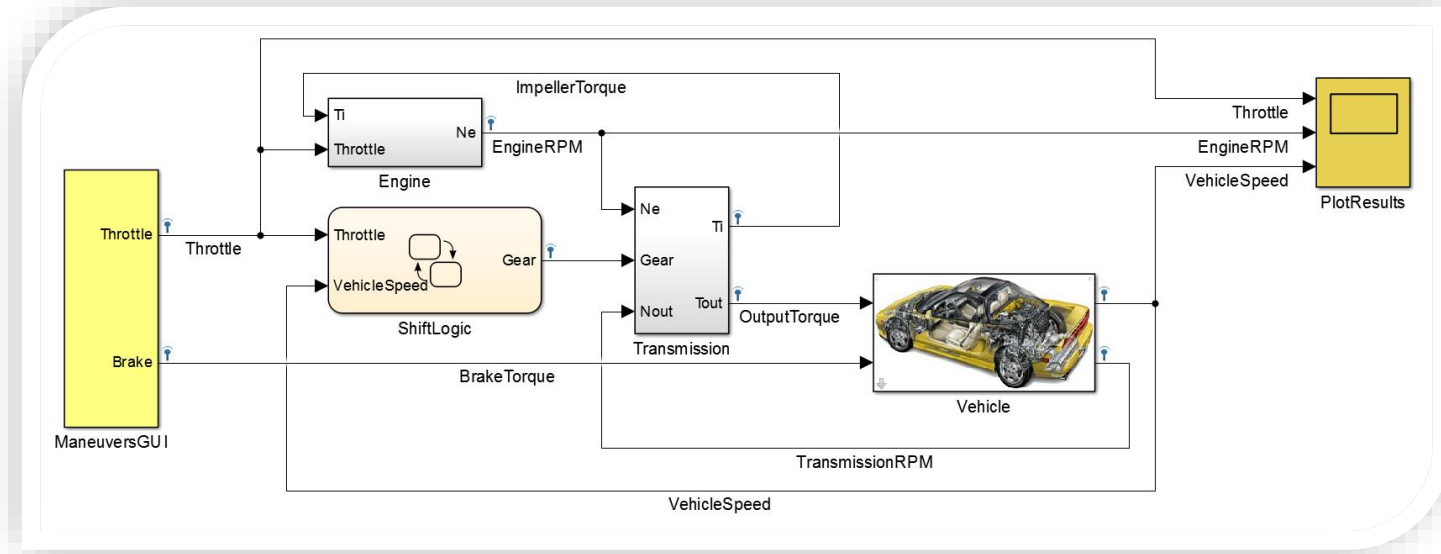 ImpellerTorque
Ti
Throttle
Ne
EngineRPM
Engine
Throttle
EngineRPM
VehicleSpeed
PlotResults
Throttle
Brake
ManeuversGUI
Throttle
Throttle
VehicleSpeed
Gear
ShiftLogic
Ne
Gear
Nout
Ti
Tout
Transmission
OutputTorque
BrakeTorque
Vehicle
TransmissionRPM
VehicleSpeed